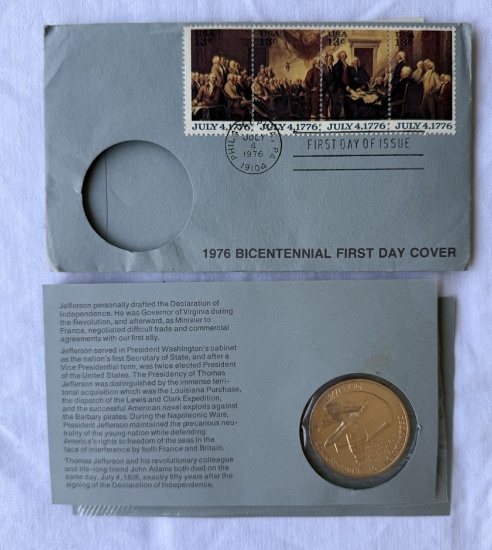 USA 13c USA 13c USA 13c USA 13c
JULY 4, 1776 JULY 4, 1776 JULY 4, 1776 JULY 4, 1776
JULY
4
1976
19104
PA
FIRST DAY OF ISSUE
1976 BICENTENNIAL FIRST DAY COVER
Jefferson personally drafted the Declaration of
Independence. He was Governor of Virginia during
the Revolution, and afterward, as Minister to
France, negotiated difficult trade and commercial
agreements with our first ally.
Jefferson served in President Washington's cabinet
as the nation's first Secretary of State, and after a
Vice Presidential term, was twice elected President
of the United States. The Presidency of Thomas
Jefferson was distinguished by the immense terri-
torial acquisition which was the Louisiana Purchase,
the dispatch of the Lewis and Clark Expedition,
and the successful American naval exploits against
the Barbary pirates. During the Napoleonic Wars,
President Jefferson maintained the precarious neu-
trality of the young nation while defending
America's rights to freedom of the seas in the
face of interference by both France and Britain.
Thomas Jefferson and his revolutionary colleague
and life-long friend John Adams both died on the
same day, July 4, 1826, exactly fifty years after the
signing of the Declaration of Independence.